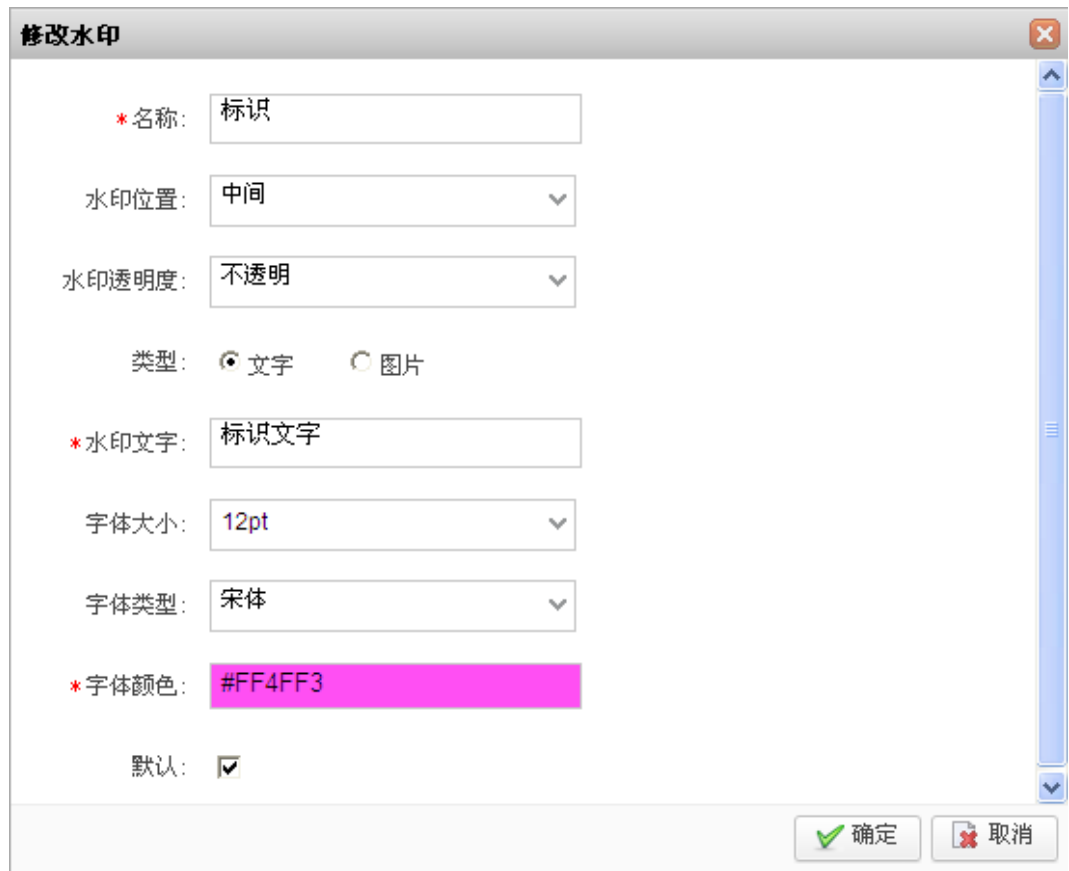 修改水印
*名称: 标识
水印位置: 中间
水印透明度: 不透明
类型: 文字 图片
*水印文字: 标识文字
字体大小: 12pt
字体类型: 宋体
*字体颜色: #FF4FF3
默认:
确定 取消